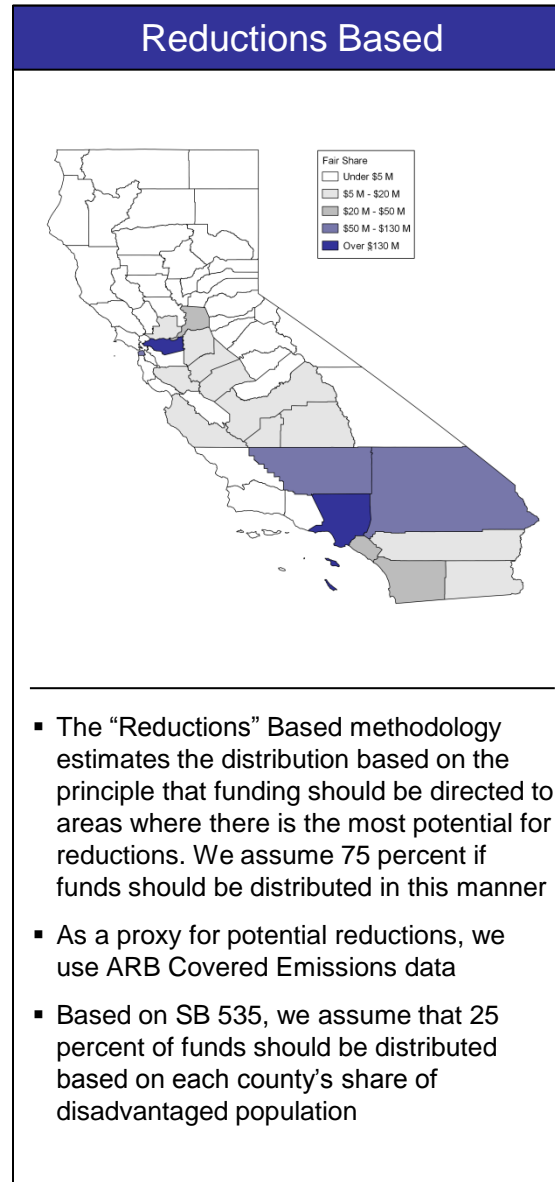 Reductions Based
Fair Share
Under $5 M
$5 M - $20 M
$20 M - $50 M
$50 M - $130 M
Over $130 M
▪ The “Reductions” Based methodology
estimates the distribution based on the
principle that funding should be directed to
areas where there is the most potential for
reductions. We assume 75 percent if
funds should be distributed in this manner
▪ As a proxy for potential reductions, we
use ARB Covered Emissions data
▪ Based on SB 535, we assume that 25
percent of funds should be distributed
based on each county’s share of
disadvantaged population